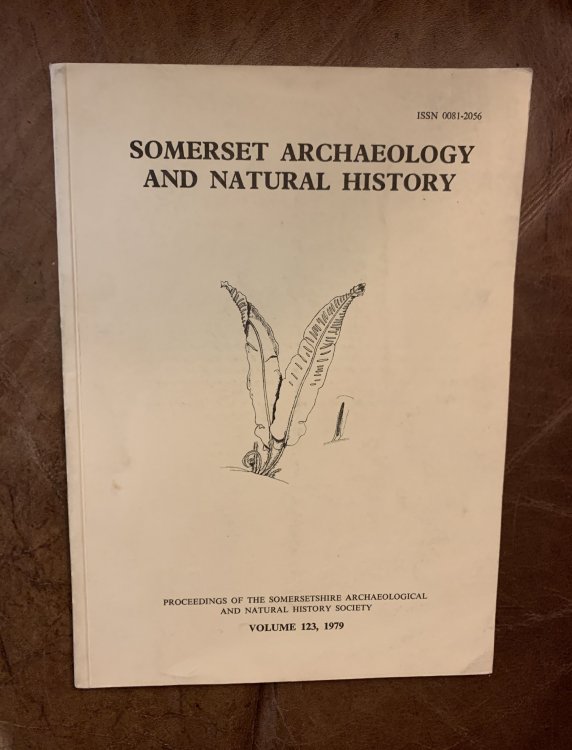 ISSN 0081-2056
SOMERSET ARCHAEOLOGY
AND NATURAL HISTORY
PROCEEDINGS OF THE SOMERSETSHIRE ARCHAEOLOGICAL
AND NATURAL HISTORY SOCIETY
VOLUME 123, 1979